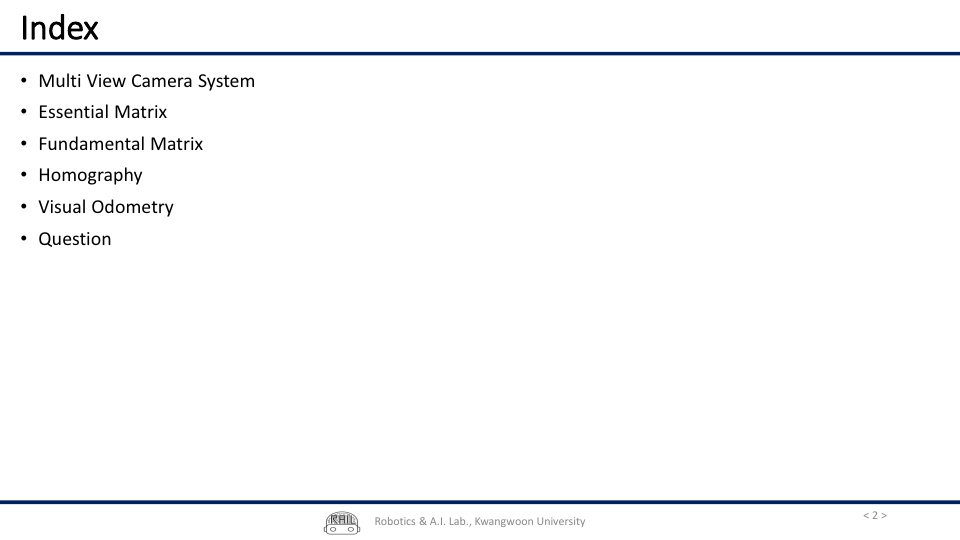 Index
• Multi View Camera System
• Essential Matrix
• Fundamental Matrix
• Homography
• Visual Odometry
• Question
RAIL
Robotics & A.I. Lab., Kwangwoon University
< 2 >